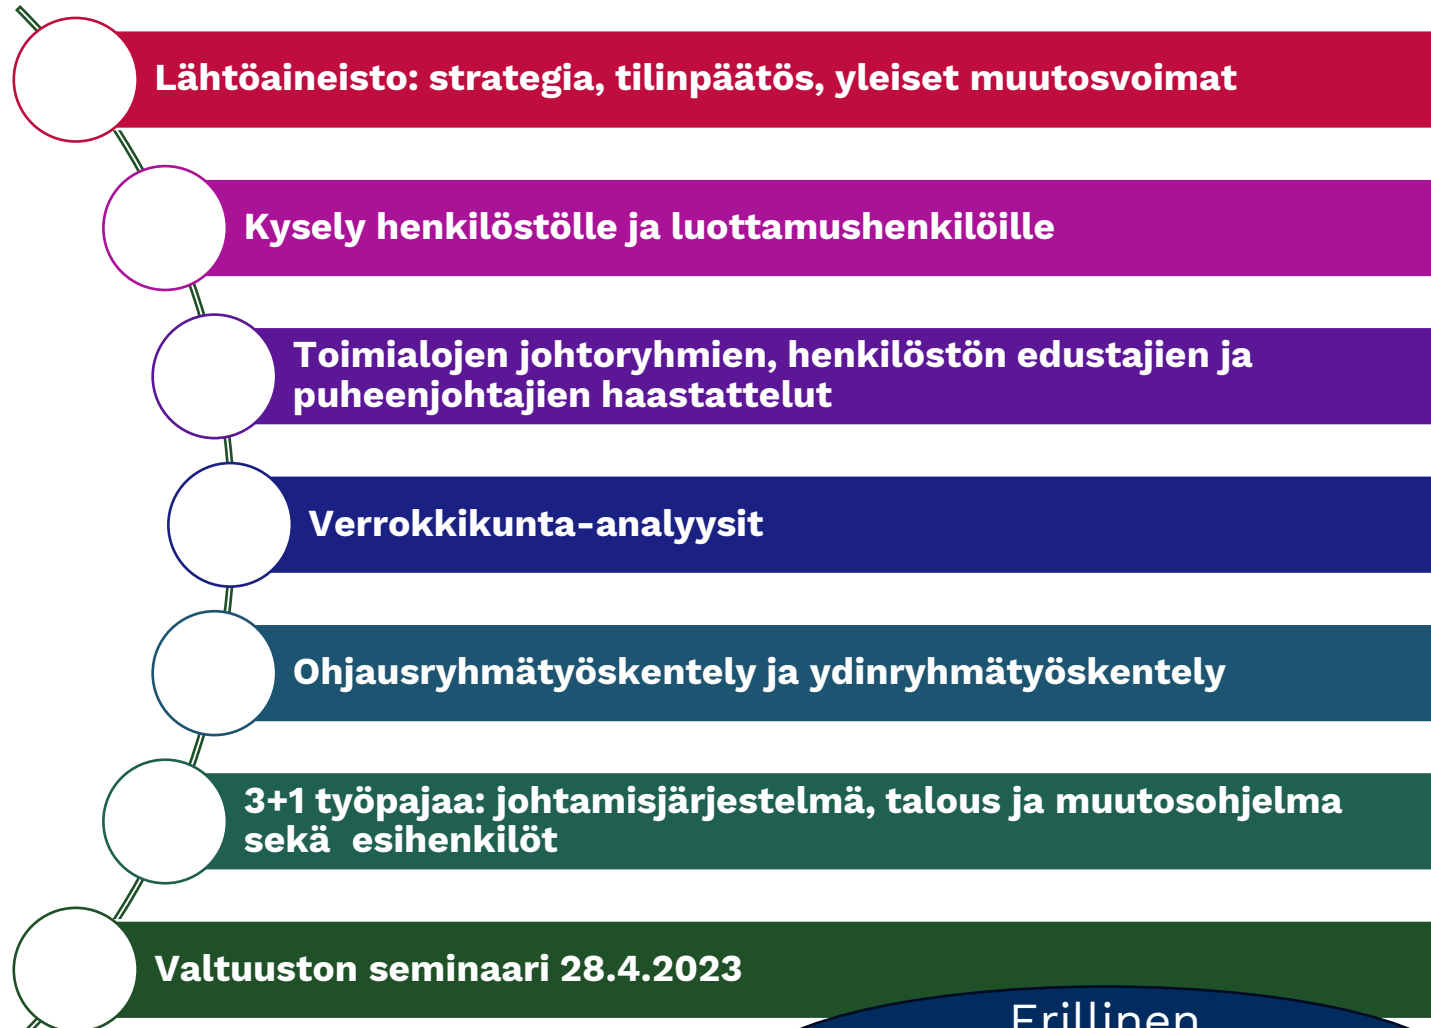 Lähtöaineisto: strategia, tilinpäätös, yleiset muutosvoimat
Kysely henkilöstölle ja luottamushenkilöille
Toimialojen johtoryhmien, henkilöstön edustajien ja
puheenjohtajien haastattelut
Verrokkikunta-analyysit
Ohjausryhmätyöskentely ja ydinryhmätyöskentely
3+1 työpajaa: johtamisjärjestelmä, talous ja muutosohjelma
sekä  esihenkilöt
Valtuuston seminaari 28.4.2023
Erillinen